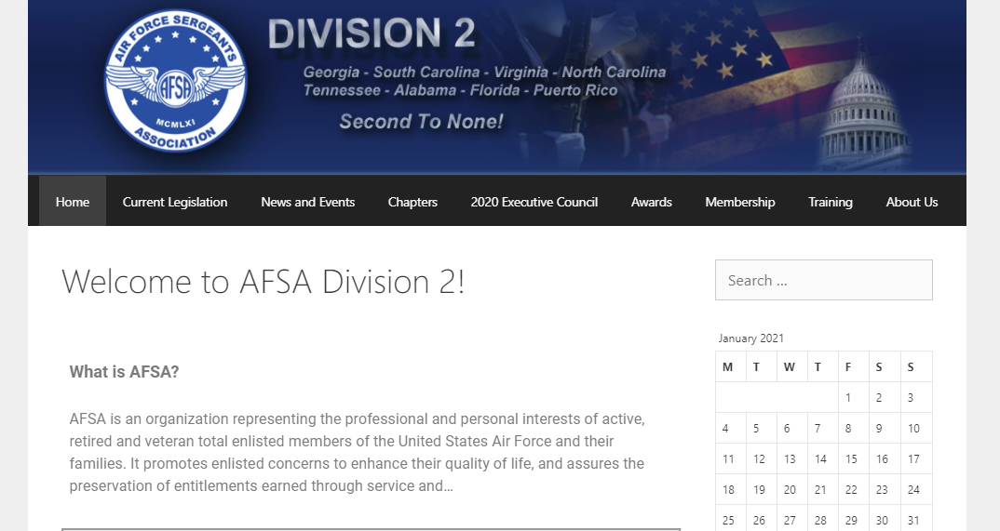 AIR FORCE SERGEANTS
AFSA
MCMLXI
ASSOCIATION
DIVISION 2
Georgia - South Carolina - Virginia - North Carolina
Tennessee - Alabama - Florida - Puerto Rico
Second To None!
Home Current Legislation News and Events Chapters 2020 Executive Council Awards Membership Training About Us
Welcome to AFSA Division 2!
What is AFSA?
AFSA is an organization representing the professional and personal interests of active,
retired and veteran total enlisted members of the United States Air Force and their
families. It promotes enlisted concerns to enhance their quality of life, and assures the
preservation of entitlements earned through service and…
Search …
January 2021
M T W T F S S
1 2 3
4 5 6 7 8 9 10
11 12 13 14 15 16 17
18 19 20 21 22 23 24
25 26 27 28 29 30 31